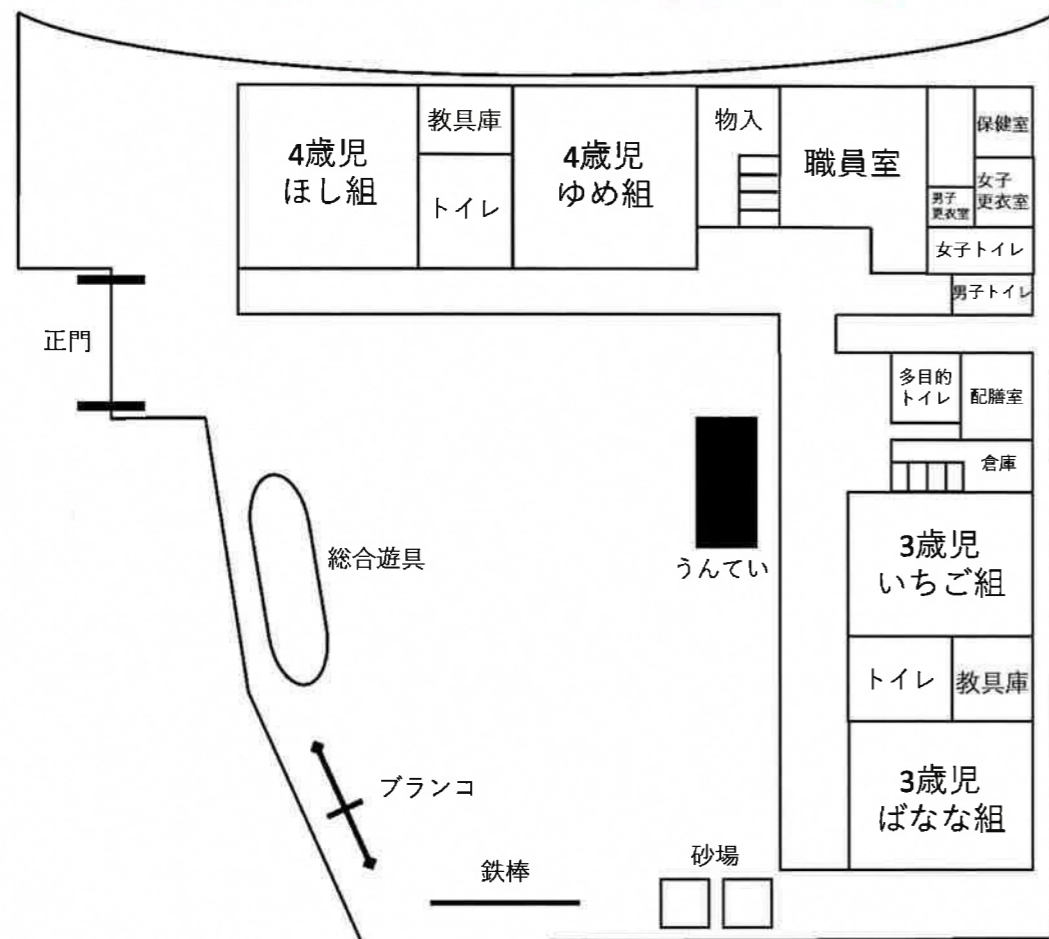 4歳児
ほし組
教具庫
トイレ
4歳児
ゆめ組
物入
職員室
保健室
女子
更衣室
男子
更衣室
女子トイレ
男子トイレ
正門
多目的
トイレ
配膳室
倉庫
うんてい
3歳児
いちご組
総合遊具
トイレ
教具庫
3歳児
ばなな組
ブランコ
鉄棒
砂場